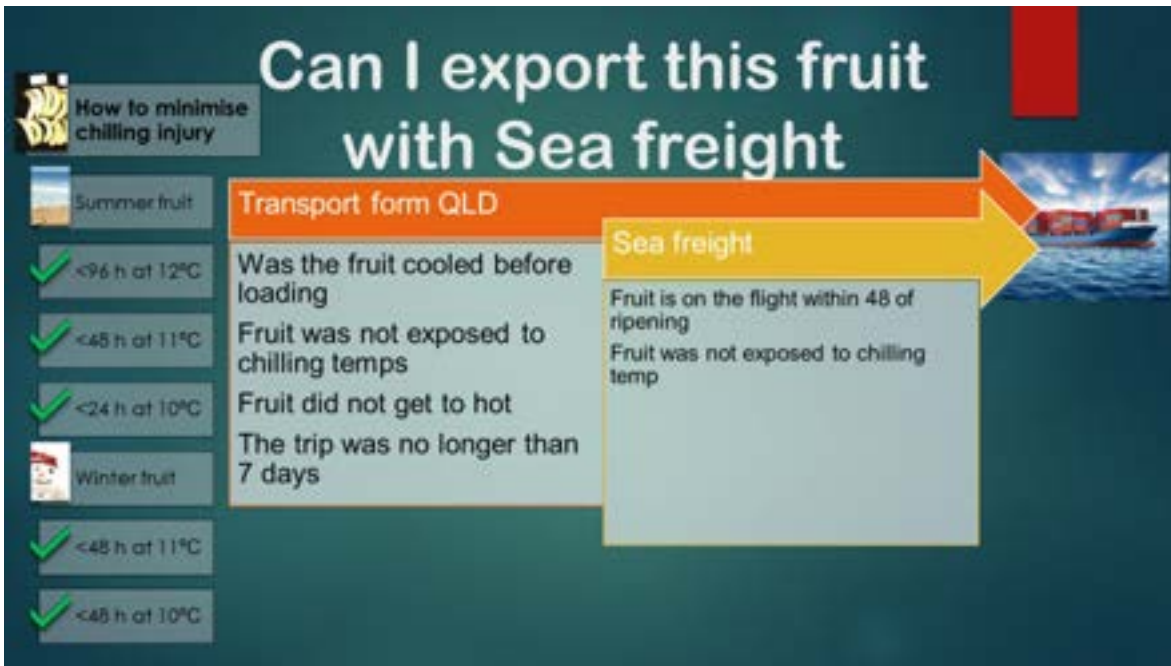 Can I export this fruit
with Sea freight
How to minimise
chilling injury
Summer fruit
<96 h at 12ºC
<48 h at 11ºC
<24 h at 10ºC
Winter fruit
<48 h at 11ºC
<48 h at 10ºC
Transport form QLD
Was the fruit cooled before
loading
Fruit was not exposed to
chilling temps
Fruit did not get to hot
The trip was no longer than
7 days
Sea freight
Fruit is on the flight within 48 of
ripening
Fruit was not exposed to chilling
temp